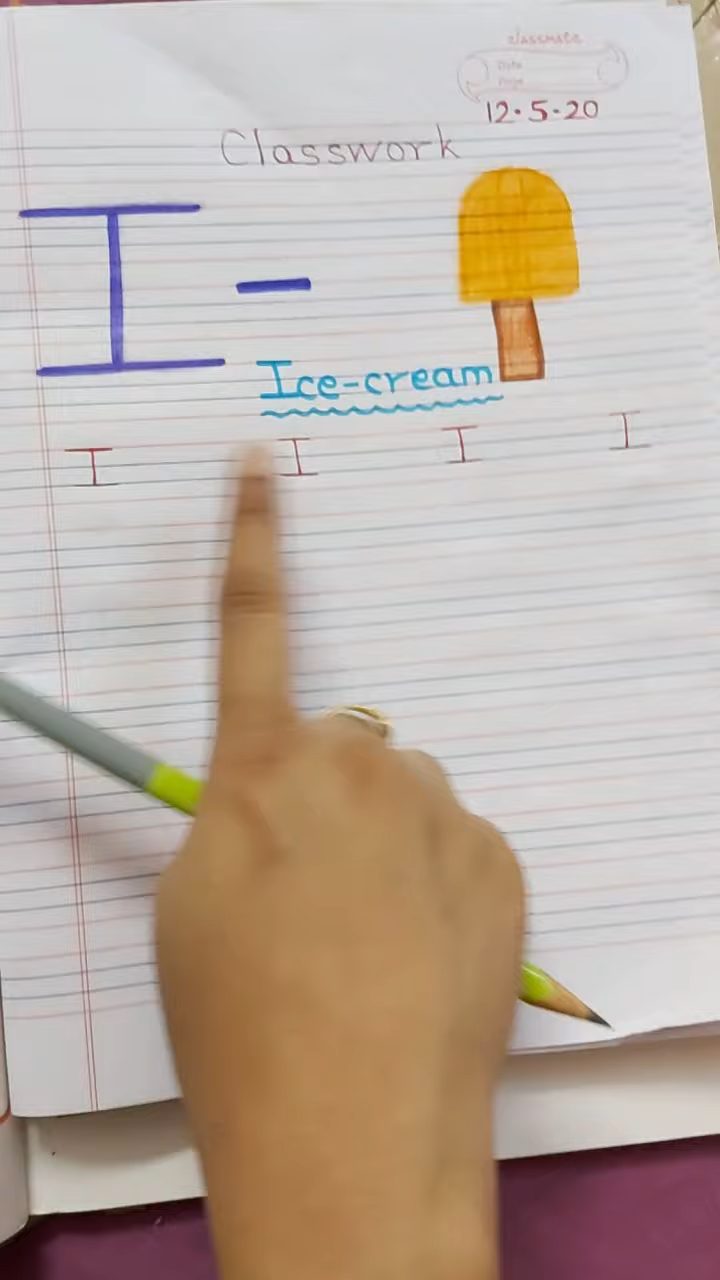 classmate
Date
Page
12·5·20
Classwork
I -
Ice-cream
I I I I